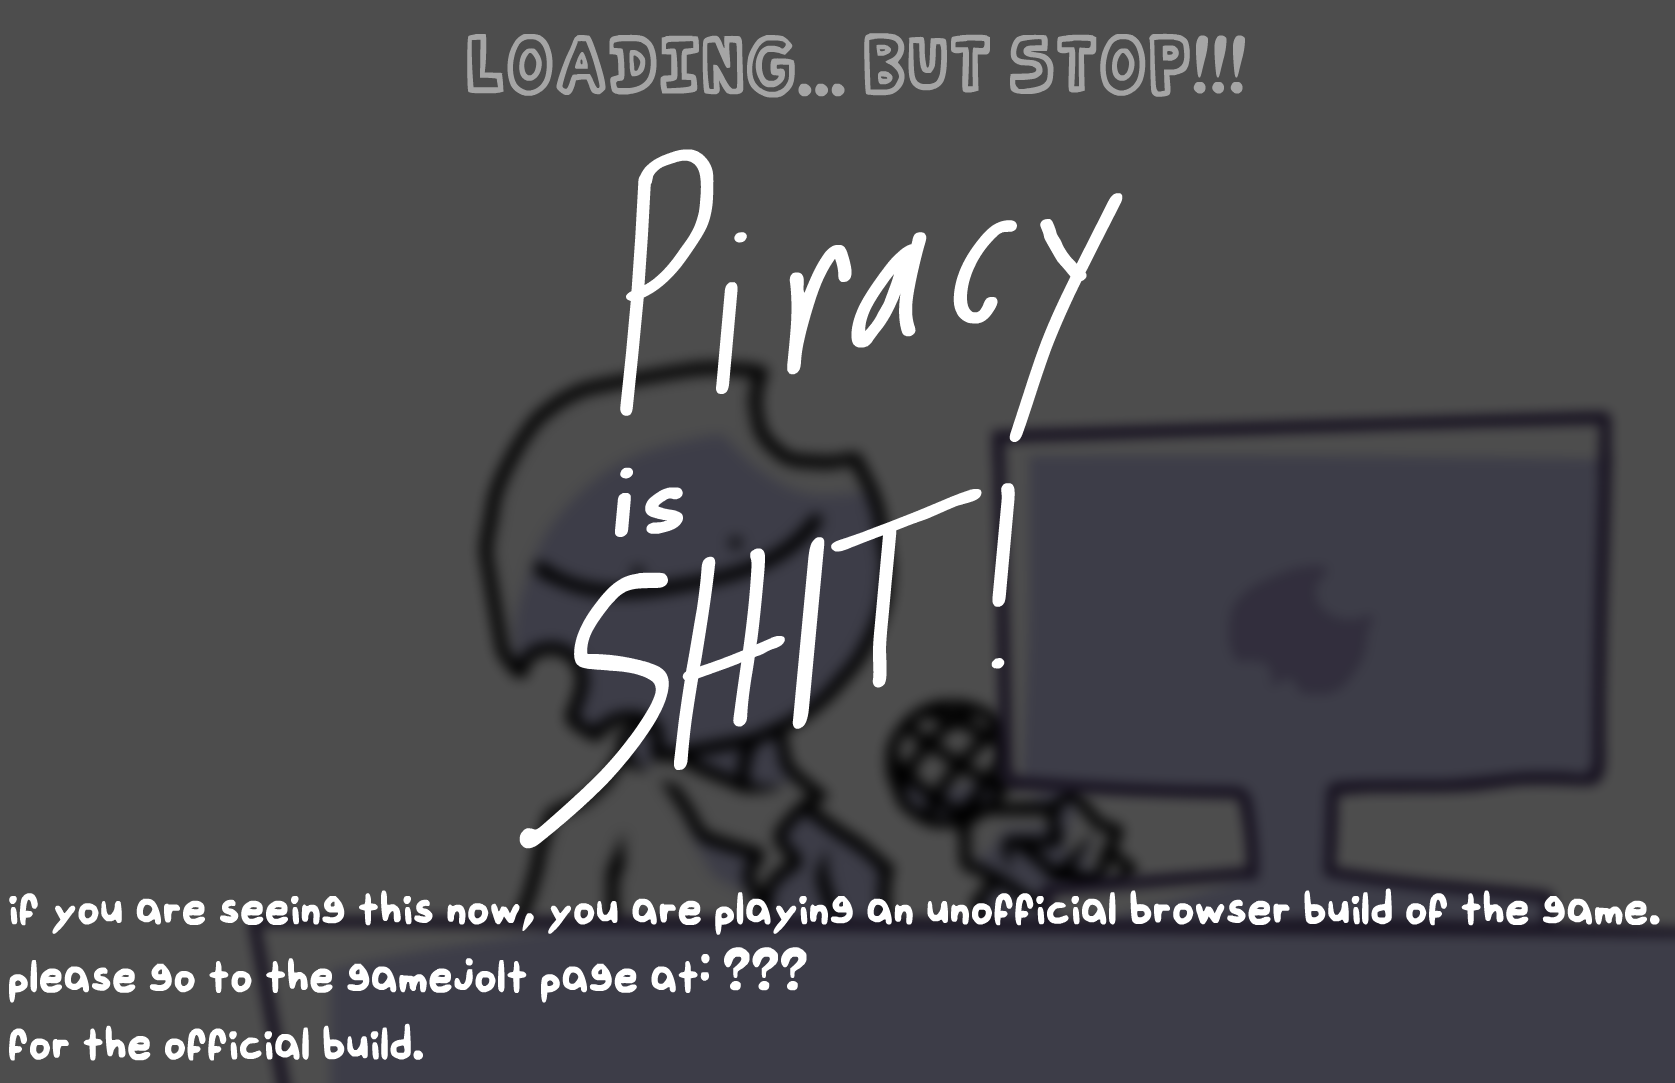 LOADING... BUT STOP!!!
Piracy
is
SHIT!
if you are seeing this now, you are playing an unofficial browser build of the game.
please go to the gamejolt page at: ???
for the official build.